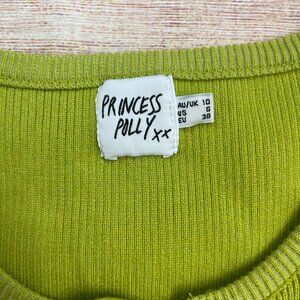 PRINCESS
POLLY xx
AU/UK 10
US 6
EU 38